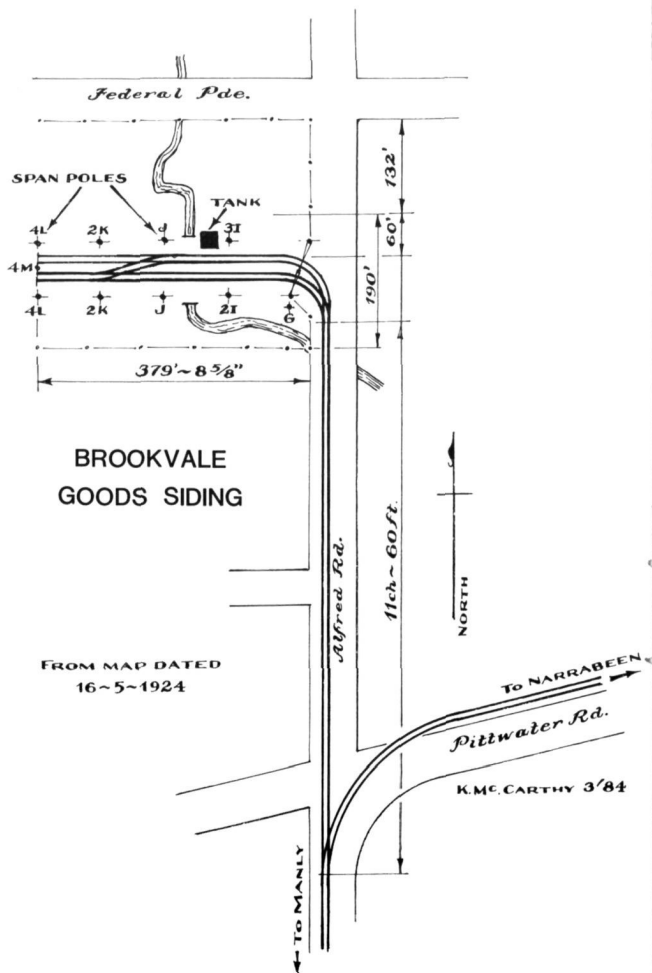 Federal Pde.
SPAN POLES
TANK
132'
60'
190'
4L 2K J 3I
4M
4L 2K J 2I G
379'~8 5/8"
BROOKVALE
GOODS SIDING
Alfred Rd.
11ch~60ft.
NORTH
FROM MAP DATED
16~5~1924
TO NARRABEEN
Pittwater Rd.
K.Mc.CARTHY 3/84
TO MANLY